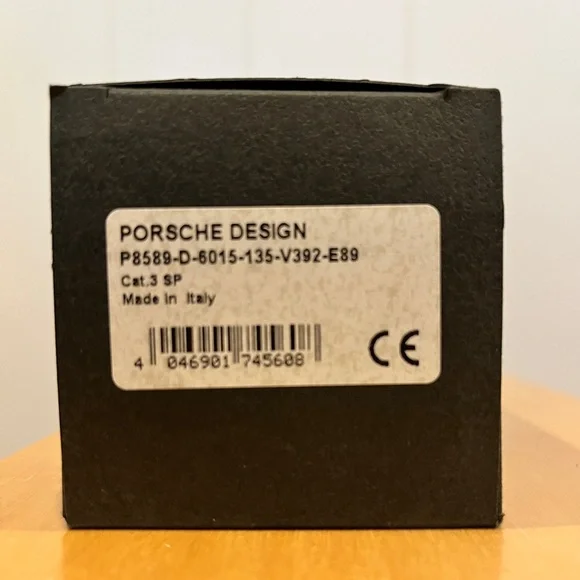 PORSCHE DESIGN
P8589-D-6015-135-V392-E89
Cat.3 SP
Made In Italy
4 046901 745608
CE